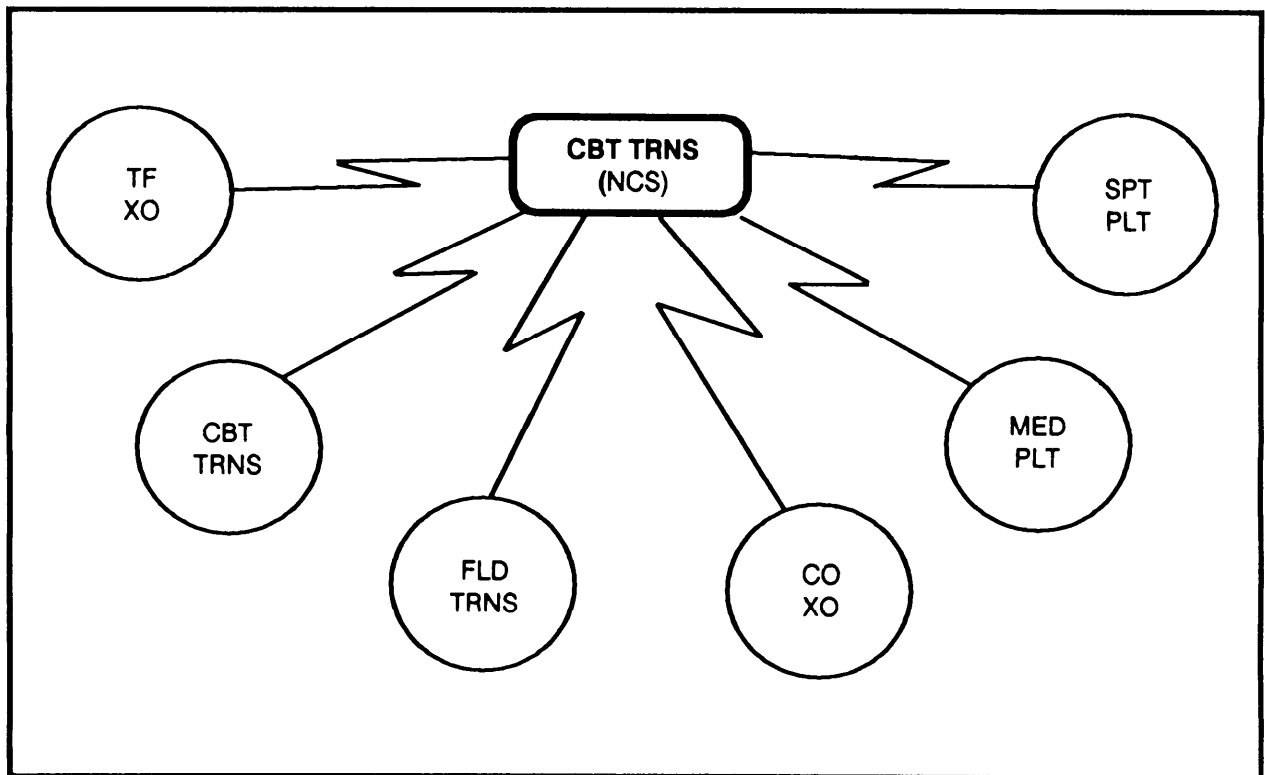 CBT TRNS
(NCS)
TF
XO
SPT
PLT
CBT
TRNS
MED
PLT
FLD
TRNS
CO
XO